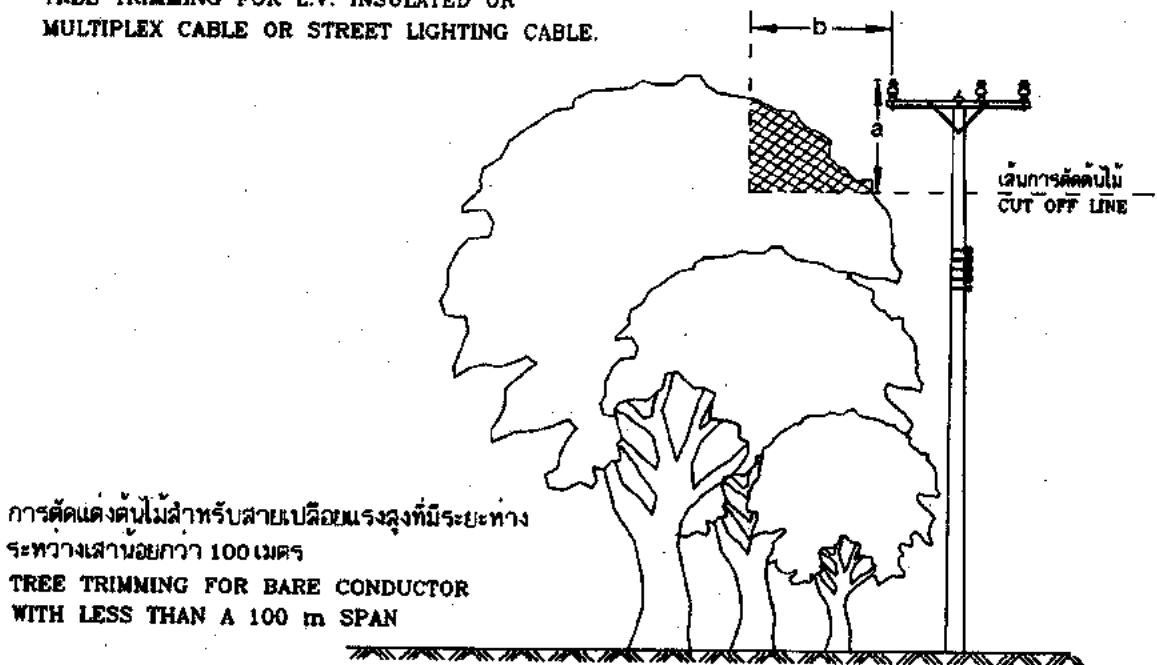 TREE TRIMMING FOR L.V. INSULATED OR
MULTIPLEX CABLE OR STREET LIGHTING CABLE.
b
a
เส้นการตัดต้นไม้
CUT OFF LINE
การตัดแต่งต้นไม้สำหรับสายเปลือยแรงสูงที่มีระยะห่าง
ระหว่างเสาน้อยกว่า 100 เมตร
TREE TRIMMING FOR BARE CONDUCTOR
WITH LESS THAN A 100 m SPAN